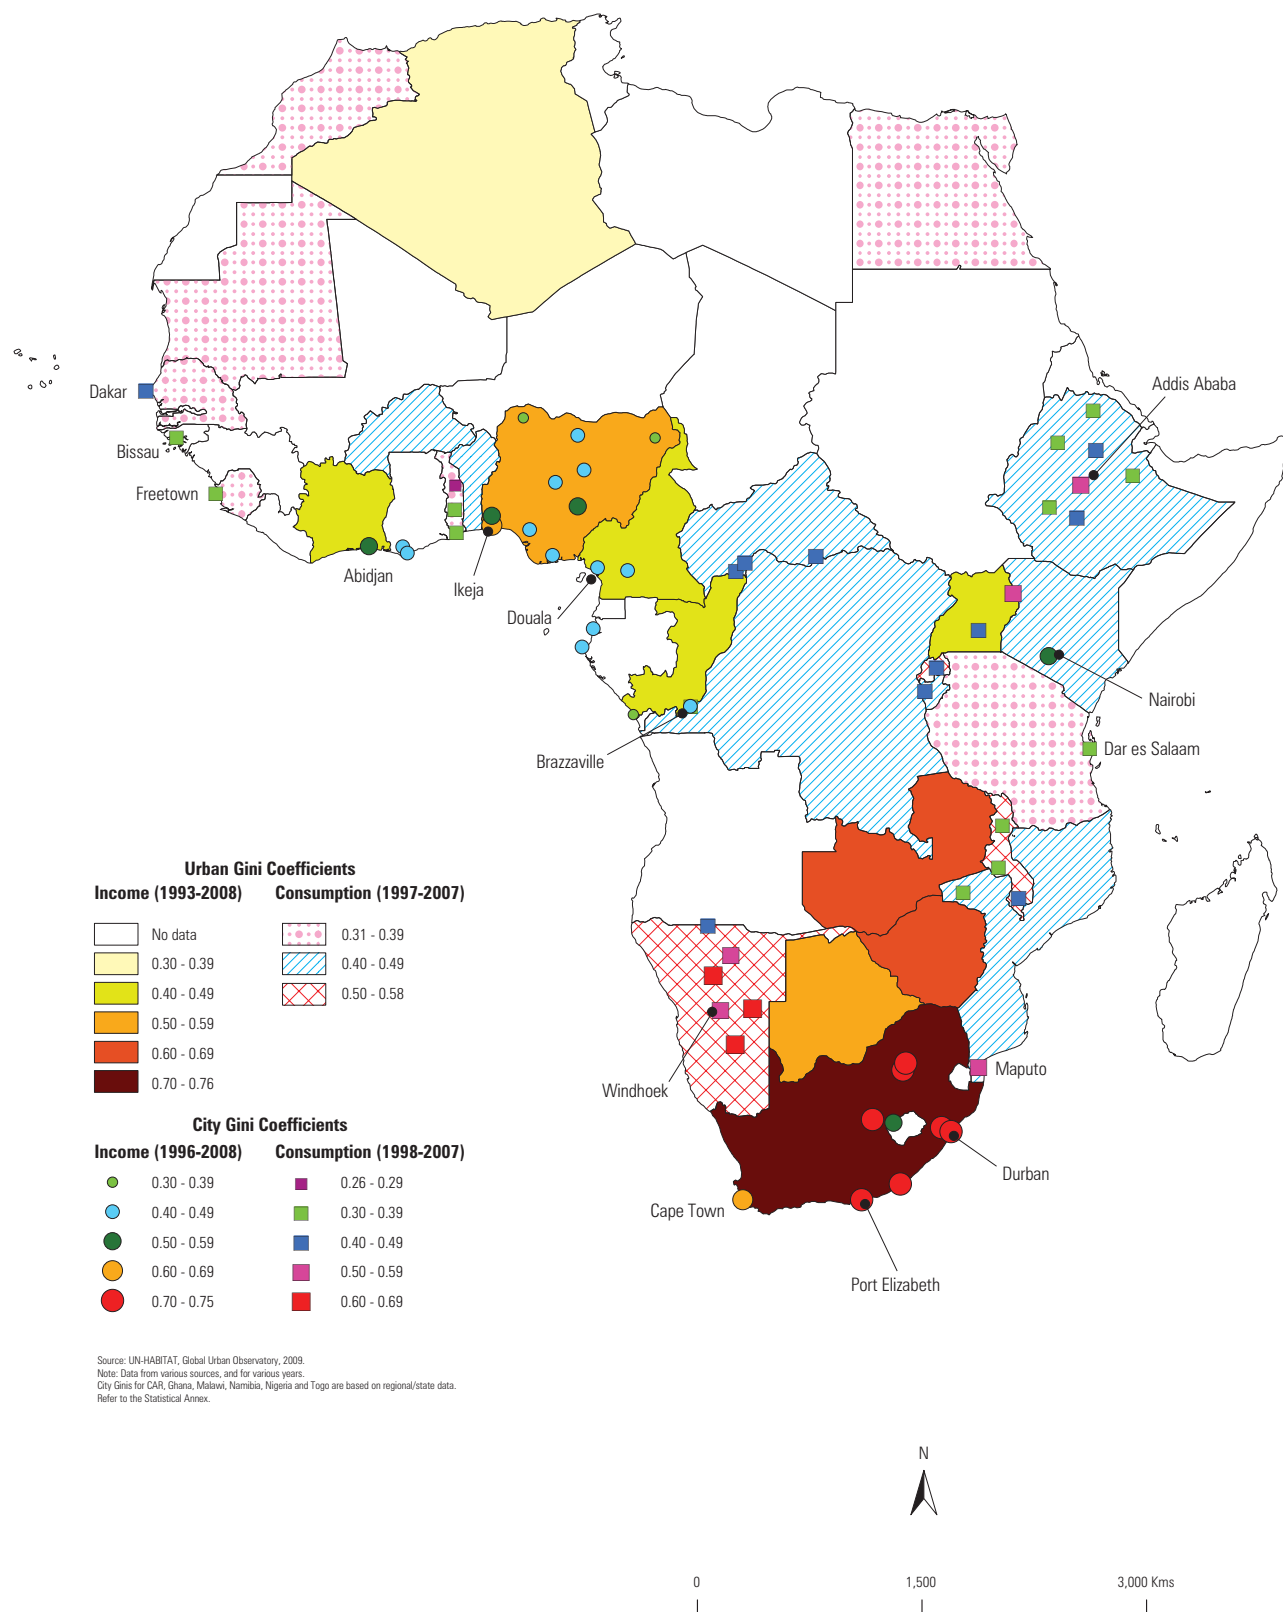 Addis Ababa
Dakar
Bissau
Freetown
Abidjan
Ikeja
Douala
Nairobi
Brazzaville
Dar es Salaam
Urban Gini Coefficients
Income (1993-2008) Consumption (1997-2007)
No data 0.31 - 0.39
0.30 - 0.39 0.40 - 0.49
0.40 - 0.49 0.50 - 0.58
0.50 - 0.59
0.60 - 0.69
0.70 - 0.76
Windhoek
Maputo
City Gini Coefficients
Income (1996-2008) Consumption (1998-2007)
0.30 - 0.39 0.26 - 0.29
0.40 - 0.49 0.30 - 0.39
0.50 - 0.59 0.40 - 0.49
0.60 - 0.69 0.50 - 0.59
0.70 - 0.75 0.60 - 0.69
Durban
Cape Town
Port Elizabeth
Source: UN-HABITAT, Global Urban Observatory, 2009.
Note: Data from various sources, and for various years.
City Ginis for CAR, Ghana, Malawi, Namibia, Nigeria and Togo are based on regional/state data.
Refer to the Statistical Annex.
N
0 1,500 3,000 Kms